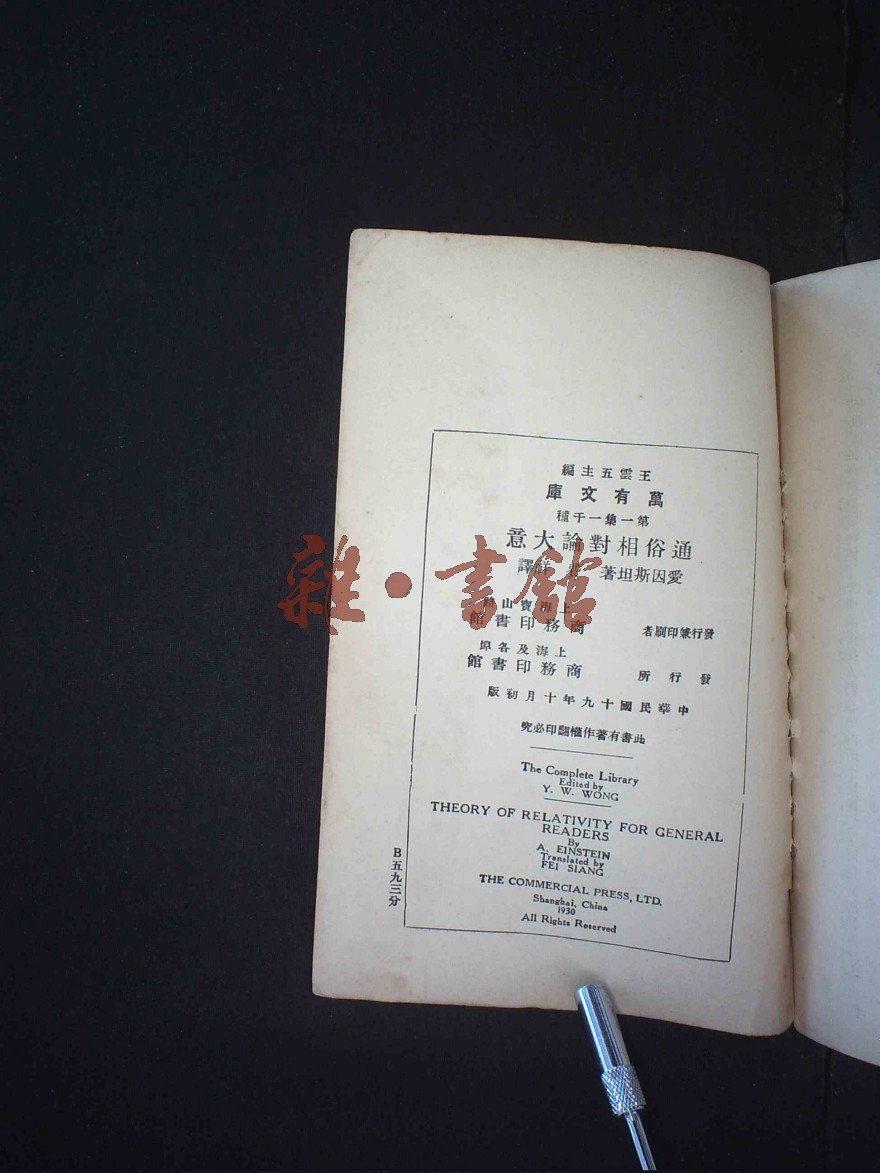 王雲五主編
萬有文庫
第一集一千種
通俗相對論大意
愛因斯坦著 祥譯
上海寶山路
發行兼印刷者 商務印書館
上海及各埠
發行所 商務印書館
中華民國十九年十月初版
此書有著作權翻印必究
The Complete Library
Edited by
Y. W. WONG
THEORY OF RELATIVITY FOR GENERAL
READERS
By
A. EINSTEIN
Translated by
FEI SIANG
THE COMMERCIAL PRESS, LTD.
Shanghai, China
1930
All Rights Reserved
B五九三分
雜·書館